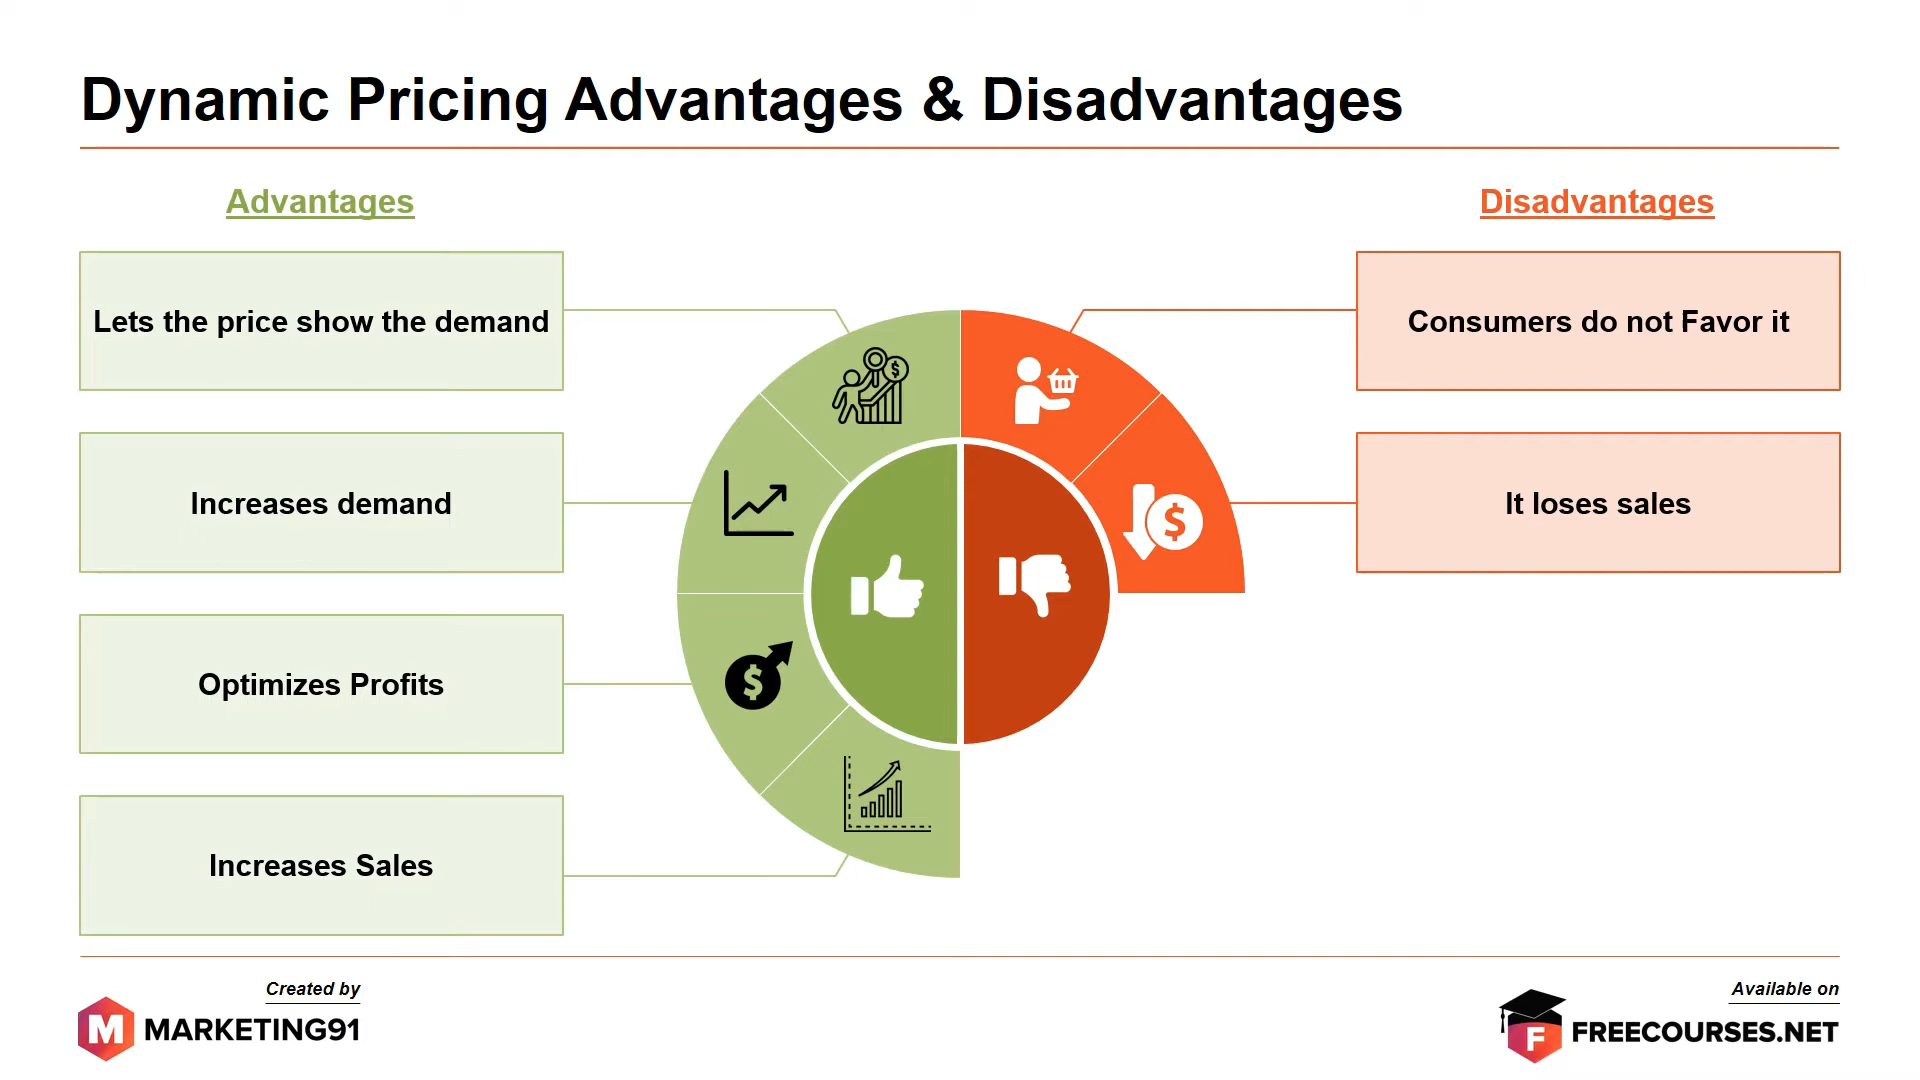 Dynamic Pricing Advantages & Disadvantages
Advantages
Disadvantages
Lets the price show the demand
Consumers do not Favor it
Increases demand
It loses sales
Optimizes Profits
Increases Sales
$
$
$
Created by
M MARKETING91
Available on
F FREECOURSES.NET